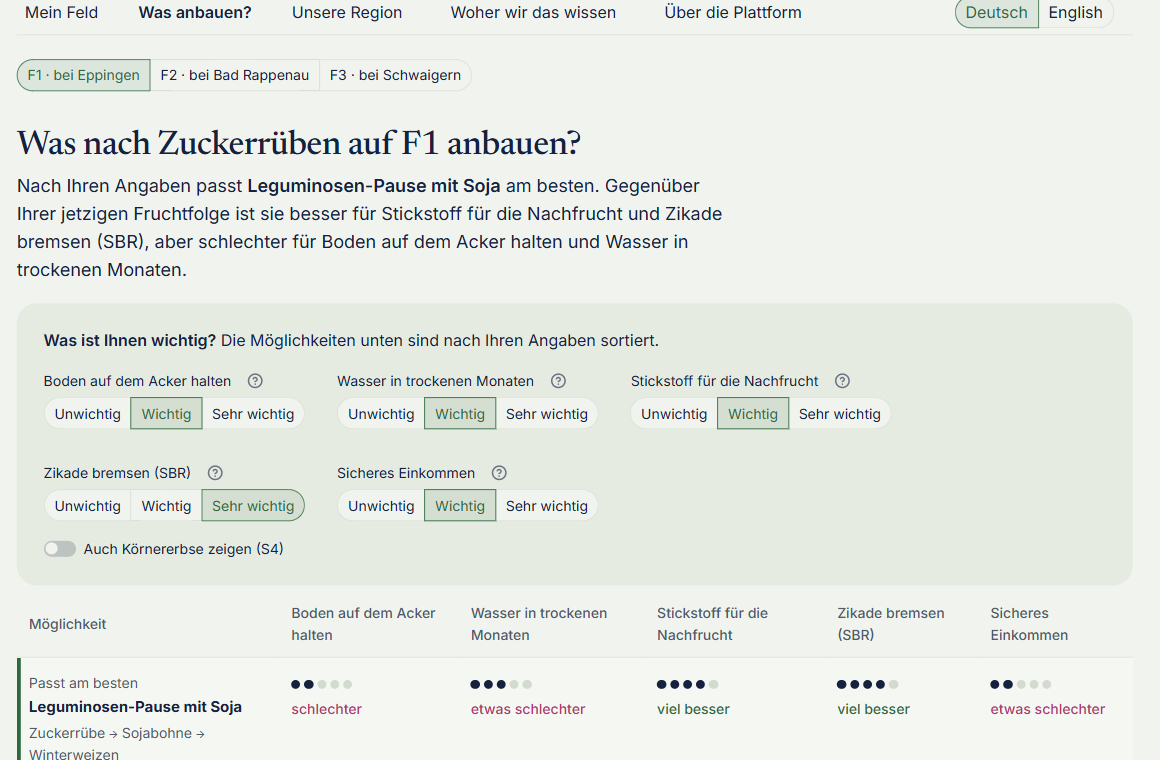 Mein Feld Was anbauen? Unsere Region Woher wir das wissen Über die Plattform Deutsch English
F1 · bei Eppingen F2 · bei Bad Rappenau F3 · bei Schwaigern
Was nach Zuckerrüben auf F1 anbauen?
Nach Ihren Angaben passt Leguminosen-Pause mit Soja am besten. Gegenüber
Ihrer jetzigen Fruchtfolge ist sie besser für Stickstoff für die Nachfrucht und Zikade
bremsen (SBR), aber schlechter für Boden auf dem Acker halten und Wasser in
trockenen Monaten.
Was ist Ihnen wichtig? Die Möglichkeiten unten sind nach Ihren Angaben sortiert.
Boden auf dem Acker halten ? Wasser in trockenen Monaten ? Stickstoff für die Nachfrucht ?
Unwichtig Wichtig Sehr wichtig Unwichtig Wichtig Sehr wichtig Unwichtig Wichtig Sehr wichtig
Zikade bremsen (SBR) ? Sicheres Einkommen ?
Unwichtig Wichtig Sehr wichtig Unwichtig Wichtig Sehr wichtig
Auch Körnererbse zeigen (S4)
Möglichkeit Boden auf dem Acker halten Wasser in trockenen Monaten Stickstoff für die Nachfrucht Zikade bremsen (SBR) Sicheres Einkommen
Passt am besten
Leguminosen-Pause mit Soja schlechter etwas schlechter viel besser viel besser etwas schlechter
Zuckerrübe → Sojabohne →
Winterweizen